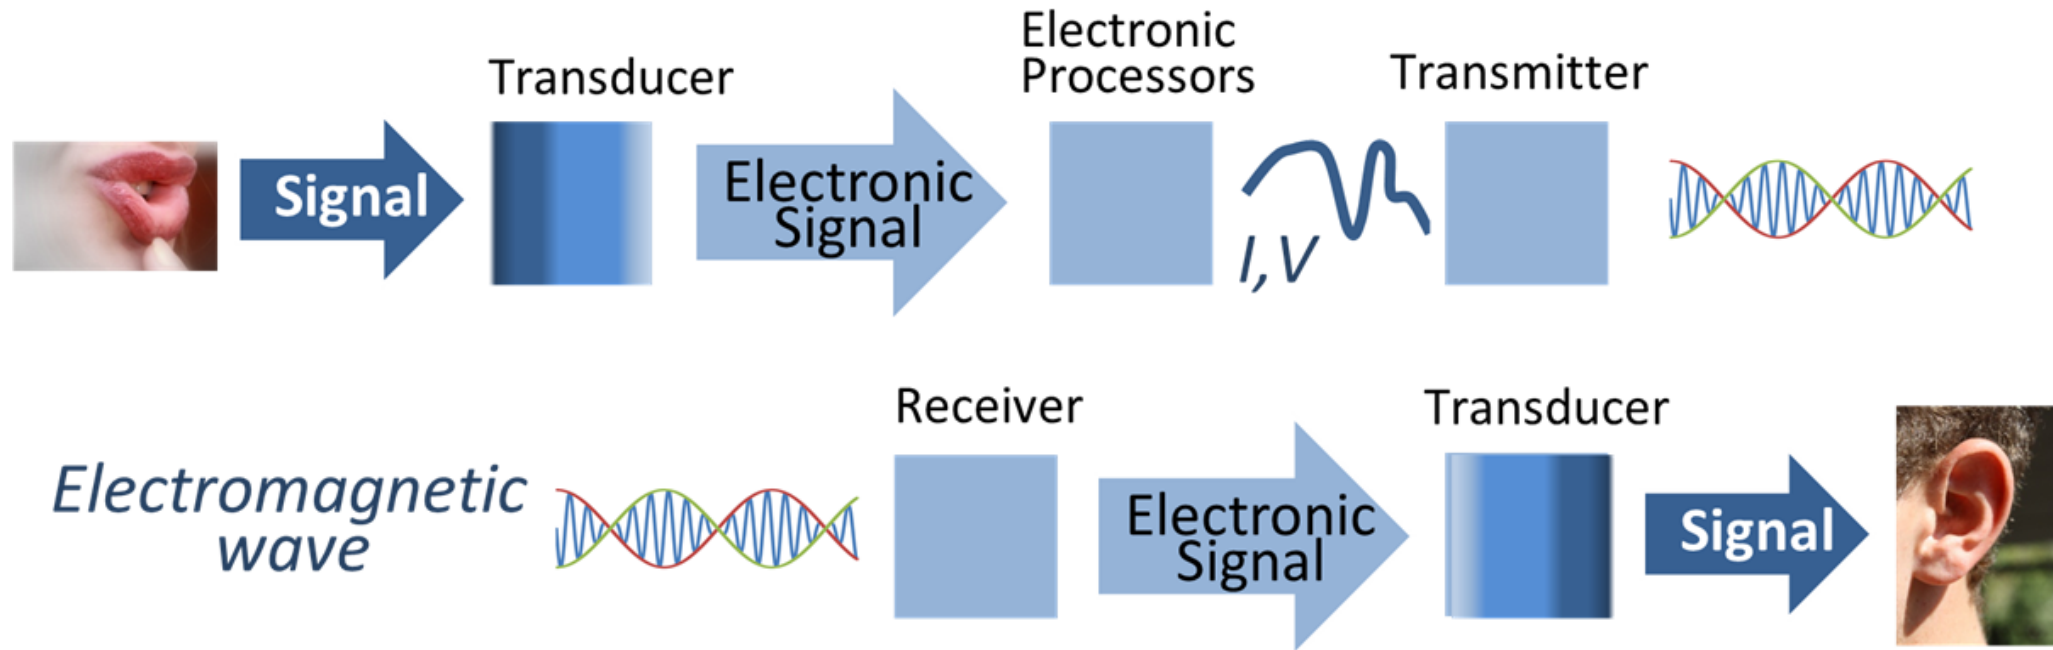 Electronic
Processors
Transducer
Transmitter
Signal
Electronic
Signal
I, V
Receiver
Transducer
Electromagnetic
wave
Electronic
Signal
Signal